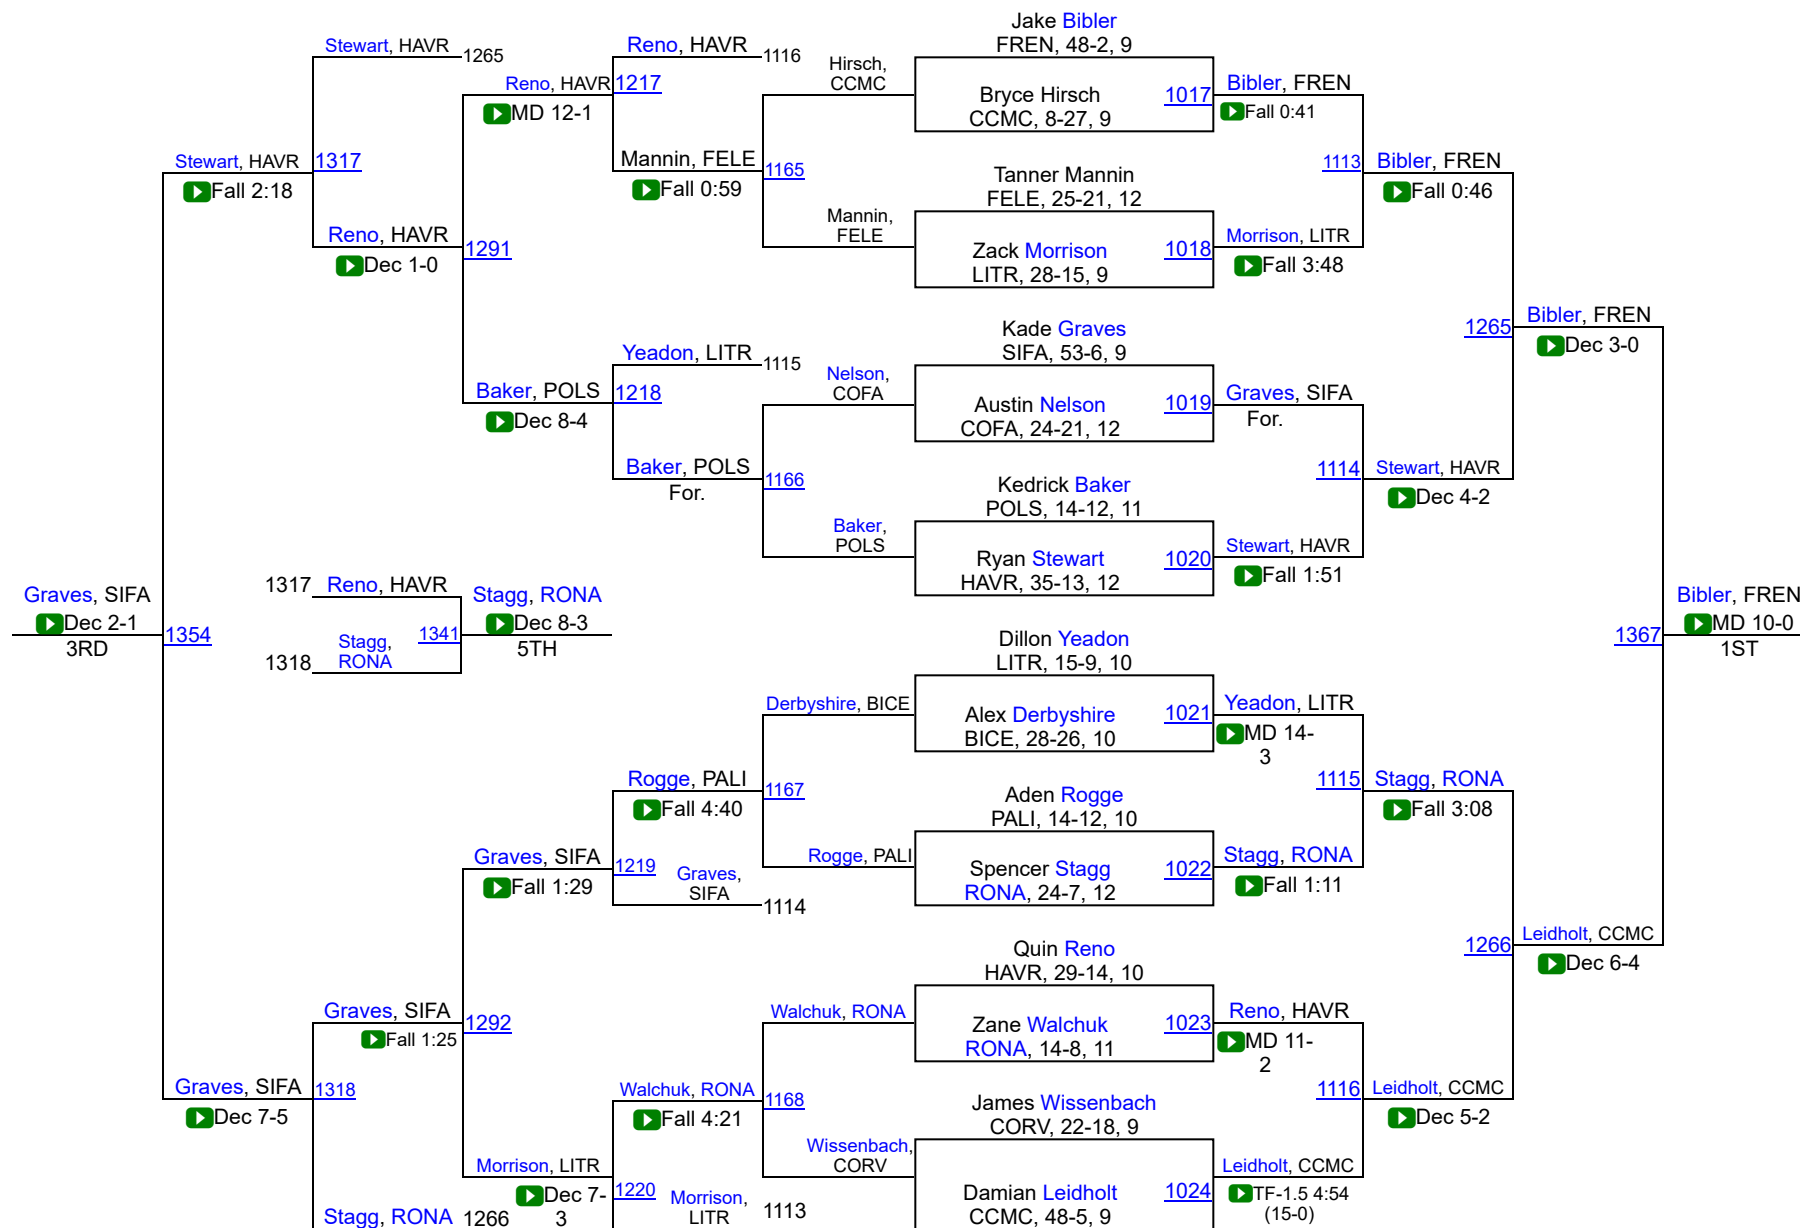 Jake Bibler
FREN, 48-2, 9
Stewart, HAVR
1265
Reno, HAVR
1116
Hirsch,
CCMC
Reno, HAVR
1217
MD 12-1
Bryce Hirsch
CCMC, 8-27, 9
1017
Bibler, FREN
Fall 0:41
Stewart, HAVR
1317
Fall 2:18
Mannin, FELE
1165
Fall 0:59
Tanner Mannin
FELE, 25-21, 12
1113
Bibler, FREN
Fall 0:46
Mannin,
FELE
Reno, HAVR
1291
Dec 1-0
Zack Morrison
LITR, 28-15, 9
1018
Morrison, LITR
Fall 3:48
Kade Graves
SIFA, 53-6, 9
1265
Bibler, FREN
Dec 3-0
Yeadon, LITR
1115
Nelson,
COFA
Baker, POLS
1218
Dec 8-4
Austin Nelson
COFA, 24-21, 12
1019
Graves, SIFA
For.
Baker, POLS
1166
For.
Kedrick Baker
POLS, 14-12, 11
1114
Stewart, HAVR
Dec 4-2
Baker,
POLS
Ryan Stewart
HAVR, 35-13, 12
1020
Stewart, HAVR
Fall 1:51
Graves, SIFA
Dec 2-1
3RD
1354
1317
Reno, HAVR
1318
Stagg,
RONA
1341
Stagg, RONA
Dec 8-3
5TH
Dillon Yeadon
LITR, 15-9, 10
1367
Bibler, FREN
MD 10-0
1ST
Derbyshire, BICE
Alex Derbyshire
BICE, 28-26, 10
1021
Yeadon, LITR
MD 14-
3
Rogge, PALI
1167
Fall 4:40
Aden Rogge
PALI, 14-12, 10
1115
Stagg, RONA
Fall 3:08
Graves, SIFA
1219
Fall 1:29
Graves,
SIFA
1114
Rogge, PALI
Spencer Stagg
RONA, 24-7, 12
1022
Stagg, RONA
Fall 1:11
Quin Reno
HAVR, 29-14, 10
1266
Leidholt, CCMC
Dec 6-4
Graves, SIFA
1292
Fall 1:25
Walchuk, RONA
Zane Walchuk
RONA, 14-8, 11
1023
Reno, HAVR
MD 11-
2
Graves, SIFA
1318
Dec 7-5
Walchuk, RONA
1168
Fall 4:21
James Wissenbach
CORV, 22-18, 9
1116
Leidholt, CCMC
Dec 5-2
Wissenbach,
CORV
Morrison, LITR
1220
Dec 7-
3
Morrison,
LITR
1113
Damian Leidholt
CCMC, 48-5, 9
1024
Leidholt, CCMC
TF-1.5 4:54
(15-0)
Stagg, RONA
1266